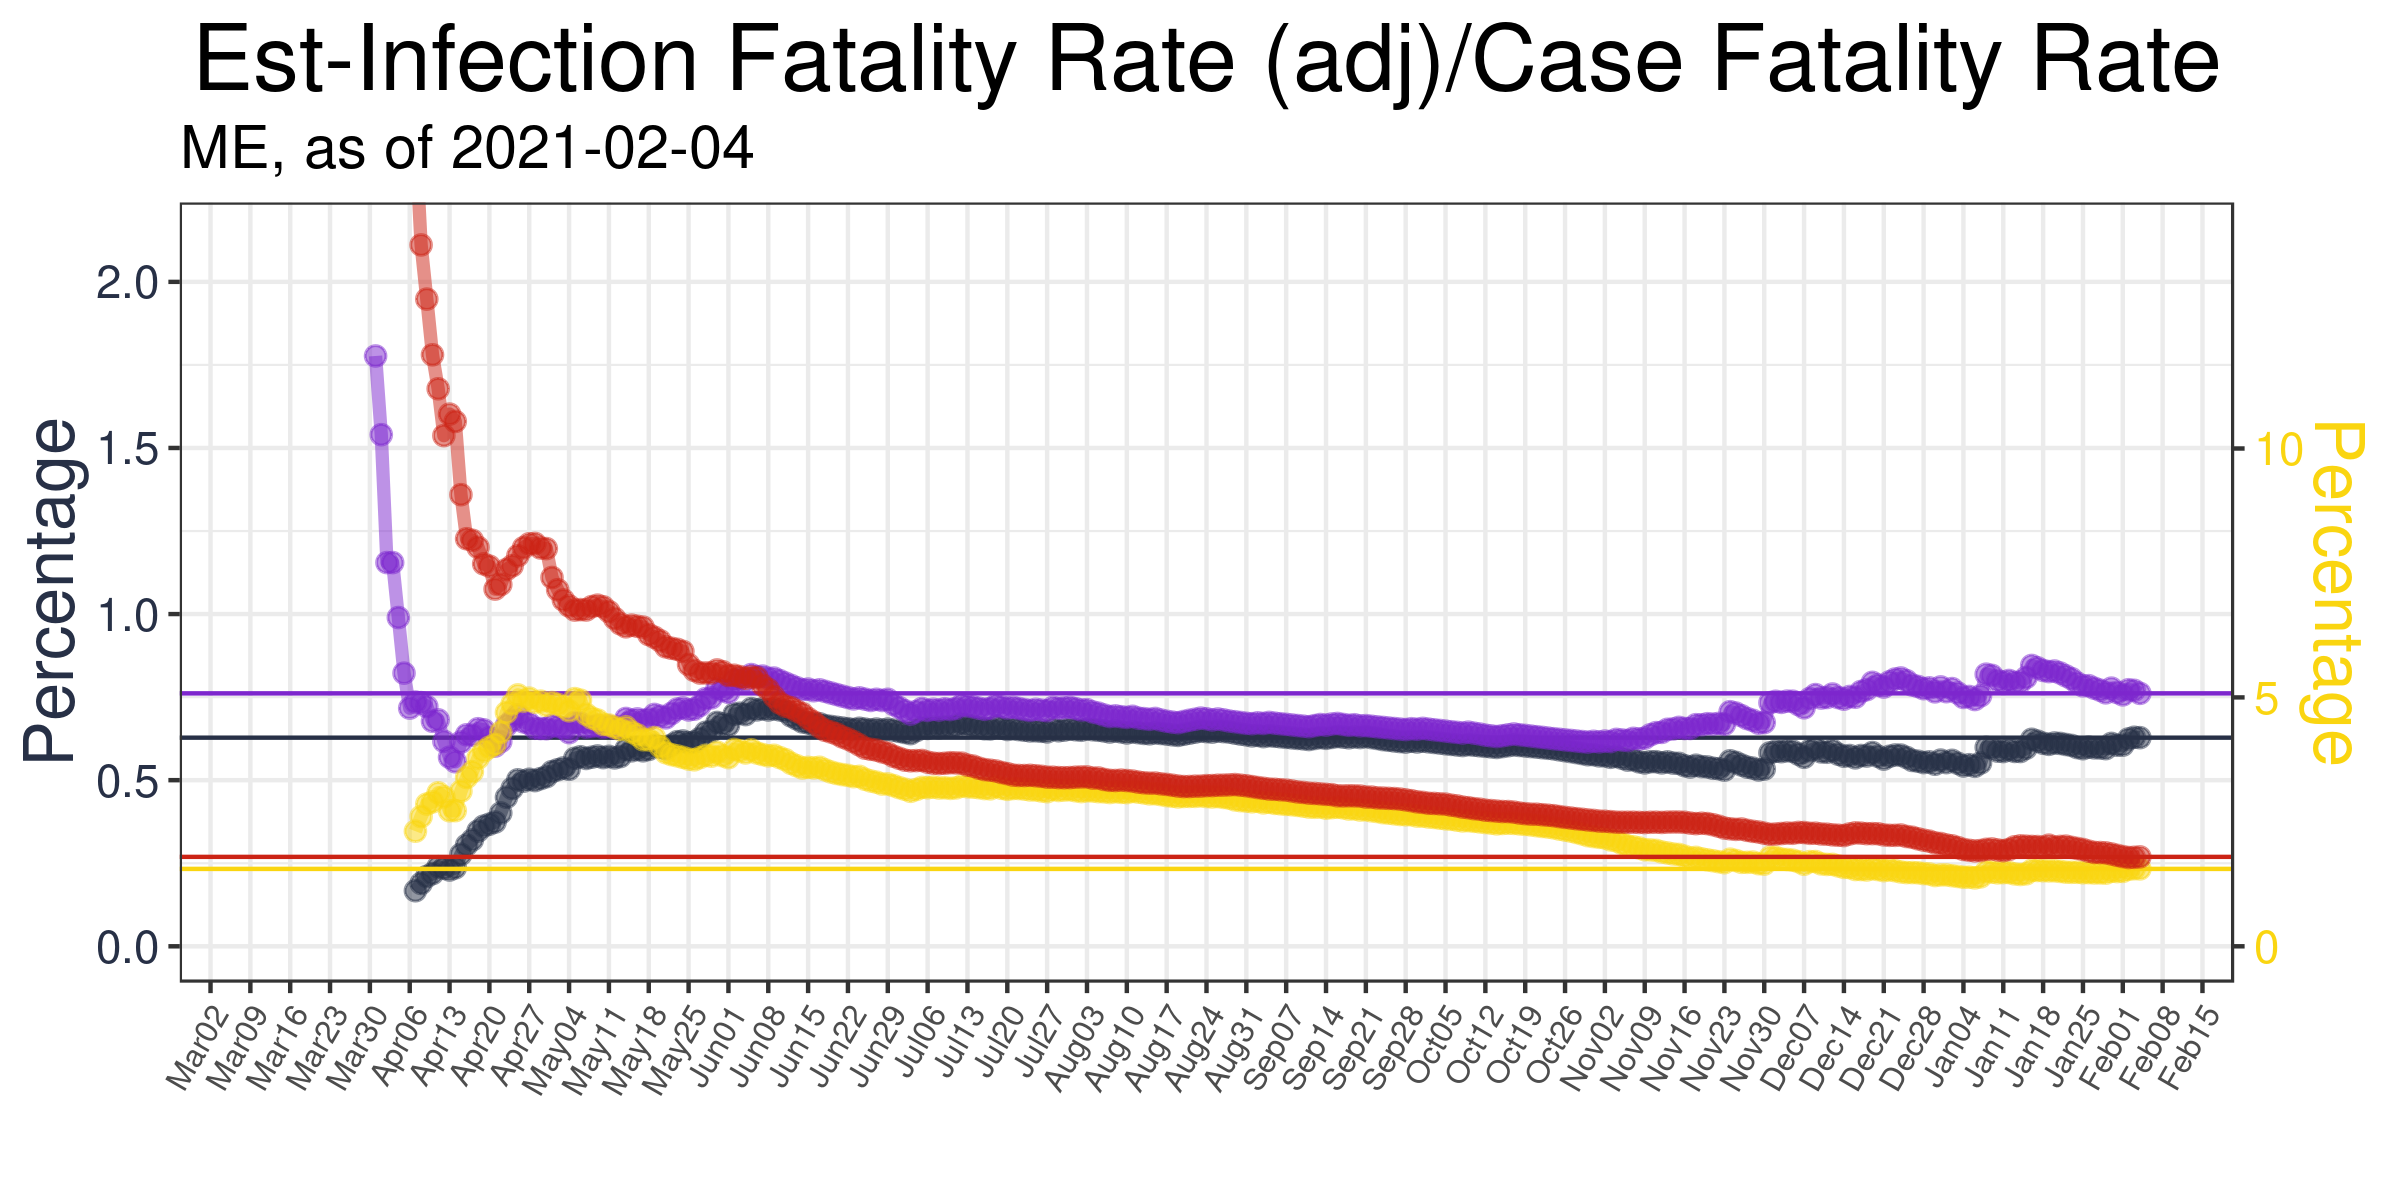 Est-Infection Fatality Rate (adj)/Case Fatality Rate
ME, as of 2021-02-04
Percentage
2.0
1.5
1.0
0.5
0.0
10
5
0
Percentage
Mar02
Mar09
Mar16
Mar23
Mar30
Apr06
Apr13
Apr20
Apr27
May04
May11
May18
May25
Jun01
Jun08
Jun15
Jun22
Jun29
Jul06
Jul13
Jul20
Jul27
Aug03
Aug10
Aug17
Aug24
Aug31
Sep07
Sep14
Sep21
Sep28
Oct05
Oct12
Oct19
Oct26
Nov02
Nov09
Nov16
Nov23
Nov30
Dec07
Dec14
Dec21
Dec28
Jan04
Jan11
Jan18
Jan25
Feb01
Feb08
Feb15